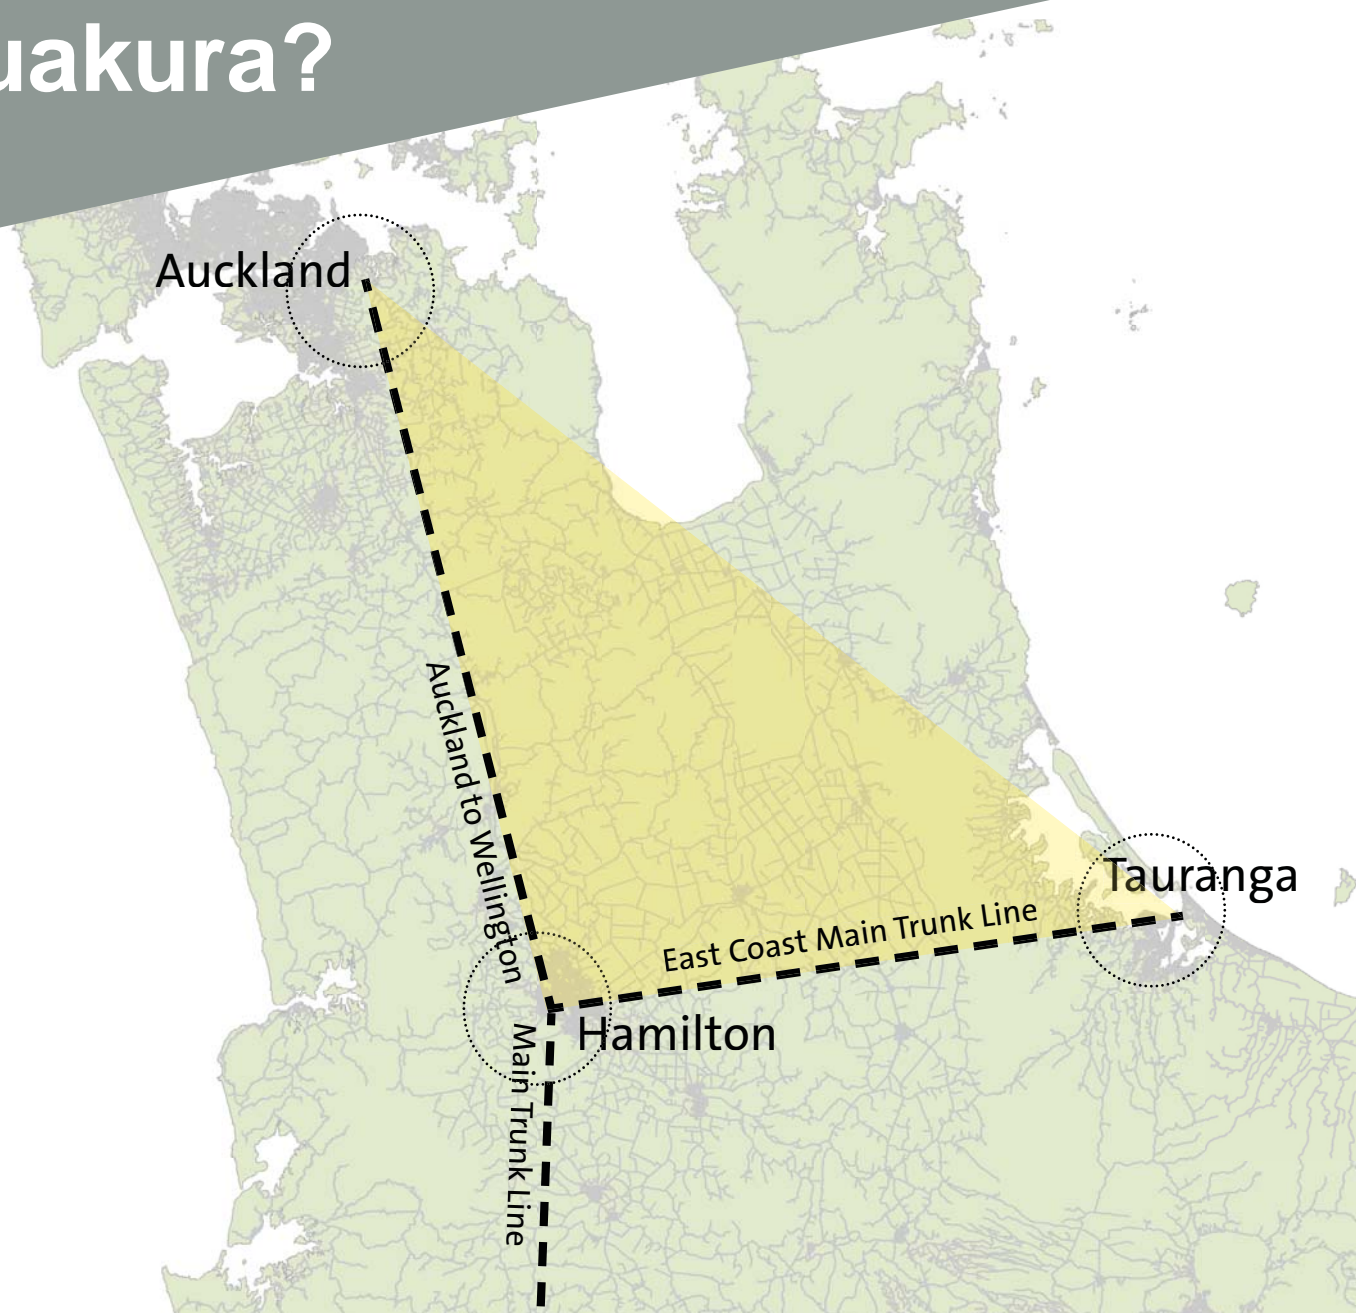 uakura?
Auckland
Auckland to Wellington
Tauranga
East Coast Main Trunk Line
Hamilton
Main Trunk Line